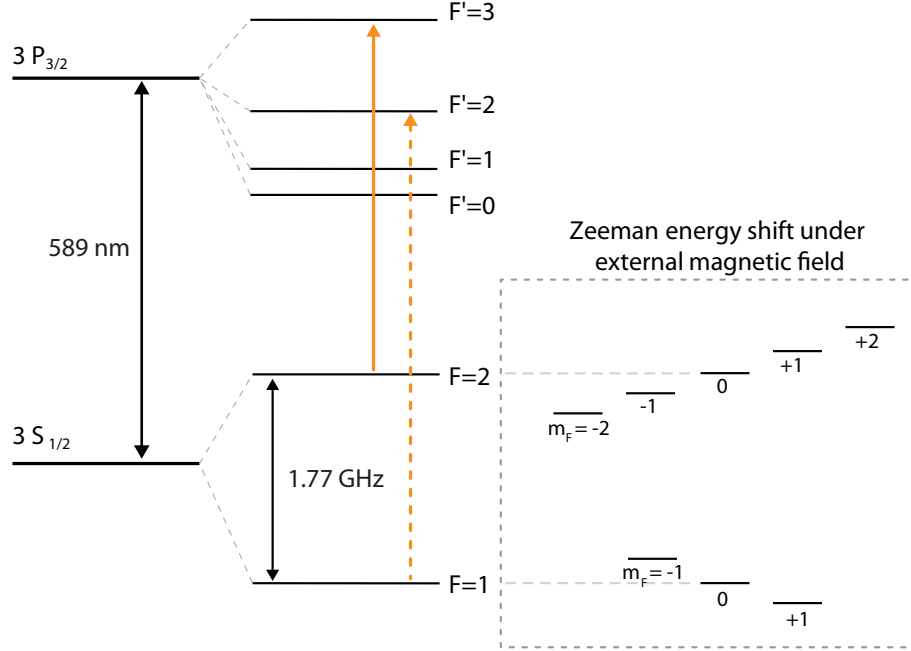 F'=3
3 P3/2
F'=2
F'=1
F'=0
589 nm
Zeeman energy shift under
external magnetic field
+2
+1
F=2
0
-1
mF = -2
3 S 1/2
1.77 GHz
mF = -1
F=1
0
+1